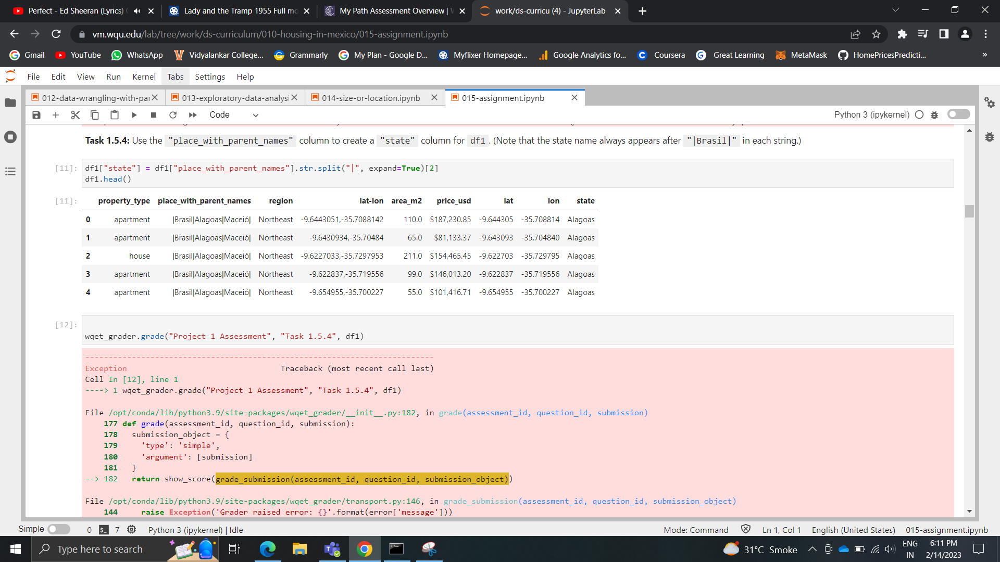 Perfect - Ed Sheeran (Lyrics)
Lady and the Tramp 1955 Full mo
My Path Assessment Overview | W
work/ds-curricu (4) - JupyterLab
vm.wqu.edu/lab/tree/work/ds-curriculum/010-housing-in-mexico/015-assignment.ipynb
Gmail YouTube WhatsApp Vidyalankar College... Grammarly My Plan - Google D... Myflixer Homepage... Google Analytics fo... Coursera Great Learning MetaMask HomePricesPredicti... »
File Edit View Run Kernel Tabs Settings Help
012-data-wrangling-with-pa 013-exploratory-data-analysi 014-size-or-location.ipynb 015-assignment.ipynb
Code Python 3 (ipykernel)
Task 1.5.4: Use the "place_with_parent_names" column to create a "state" column for df1 . (Note that the state name always appears after "|Brasil|" in each string.)
[11]: df1["state"] = df1["place_with_parent_names"].str.split("|", expand=True)[2]
df1.head()
[11]: property_type place_with_parent_names region lat-lon area_m2 price_usd lat lon state
0 apartment |Brasil|Alagoas|Maceió| Northeast -9.6443051,-35.7088142 110.0 $187,230.85 -9.644305 -35.708814 Alagoas
1 apartment |Brasil|Alagoas|Maceió| Northeast -9.6430934,-35.70484 65.0 $81,133.37 -9.643093 -35.704840 Alagoas
2 house |Brasil|Alagoas|Maceió| Northeast -9.6227033,-35.7297953 211.0 $154,465.45 -9.622703 -35.729795 Alagoas
3 apartment |Brasil|Alagoas|Maceió| Northeast -9.622837,-35.719556 99.0 $146,013.20 -9.622837 -35.719556 Alagoas
4 apartment |Brasil|Alagoas|Maceió| Northeast -9.654955,-35.700227 55.0 $101,416.71 -9.654955 -35.700227 Alagoas
[12]:
wqet_grader.grade("Project 1 Assessment", "Task 1.5.4", df1)
---------------------------------------------------------------------------
Exception Traceback (most recent call last)
Cell In [12], line 1
----> 1 wqet_grader.grade("Project 1 Assessment", "Task 1.5.4", df1)
File /opt/conda/lib/python3.9/site-packages/wqet_grader/__init__.py:182, in grade(assessment_id, question_id, submission)
177 def grade(assessment_id, question_id, submission):
178 submission_object = {
179 'type': 'simple',
180 'argument': [submission]
181 }
--> 182 return show_score(grade_submission(assessment_id, question_id, submission_object))
File /opt/conda/lib/python3.9/site-packages/wqet_grader/transport.py:146, in grade_submission(assessment_id, question_id, submission_object)
144 raise Exception('Grader raised error: {}'.format(error['message']))
Simple 0 7 Python 3 (ipykernel) | Idle Mode: Command Ln 1, Col 1 English (United States) 015-assignment.ipynb
Type here to search 31°C Smoke ENG IN 6:11 PM 2/14/2023